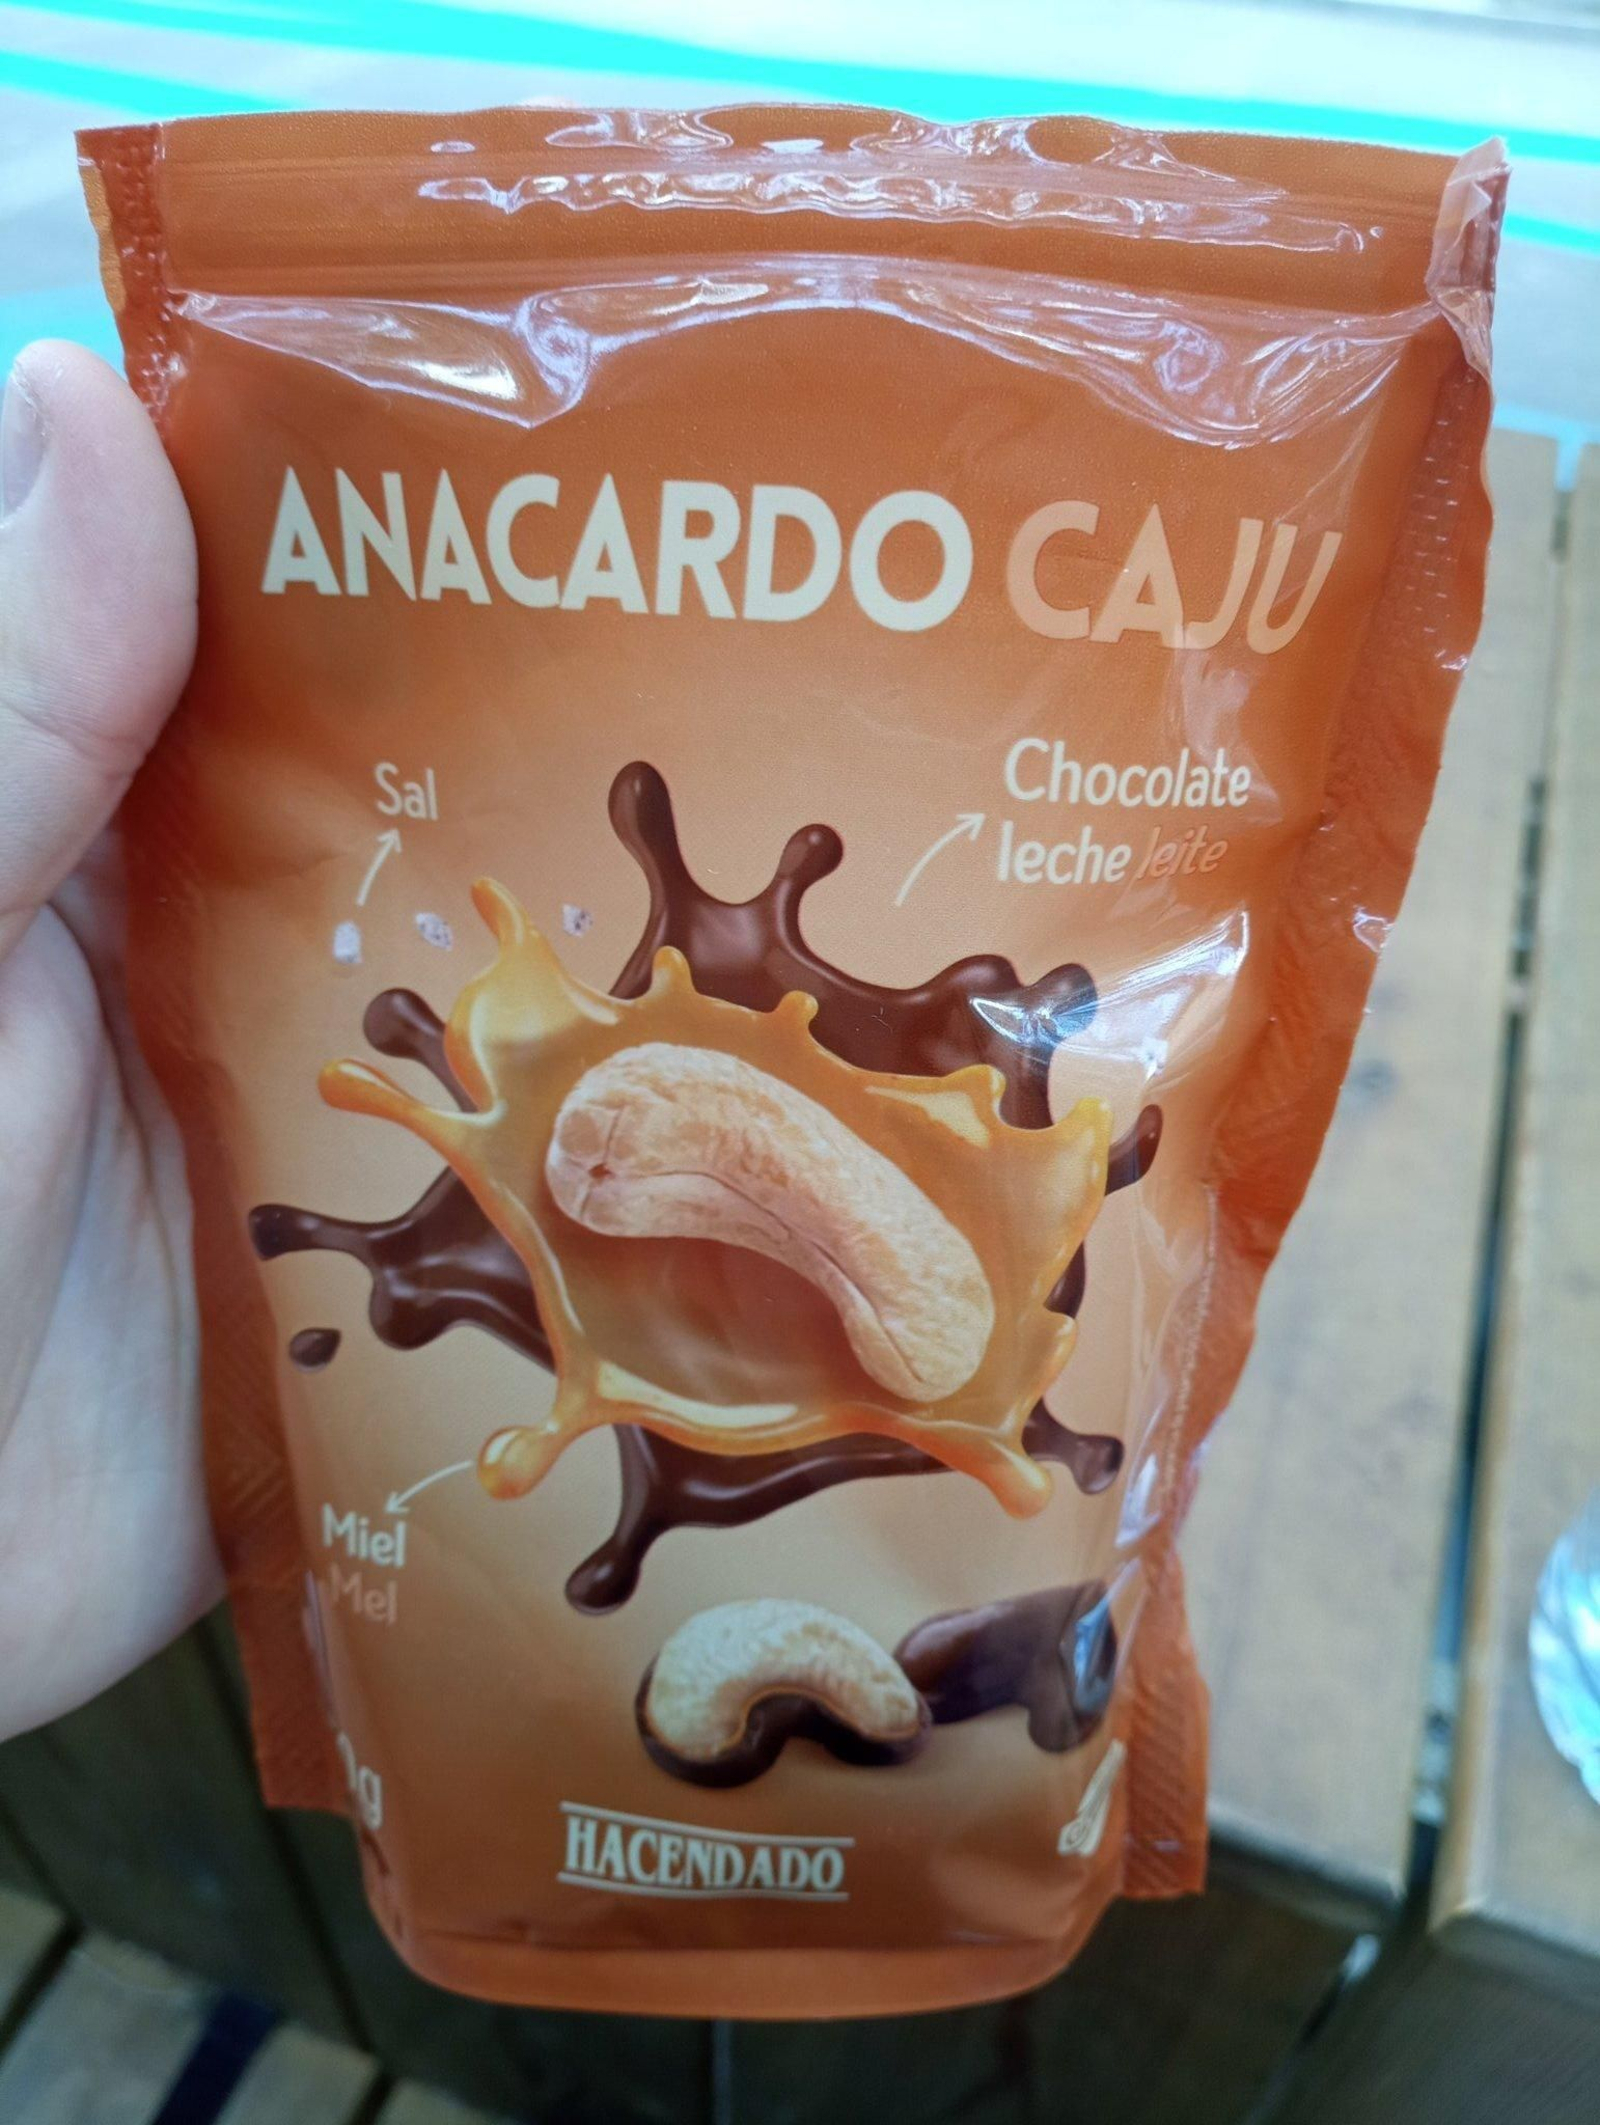 ANACARDO CAJU
Sal
Chocolate
leche leite
Miel
Mel
g
HACENDADO